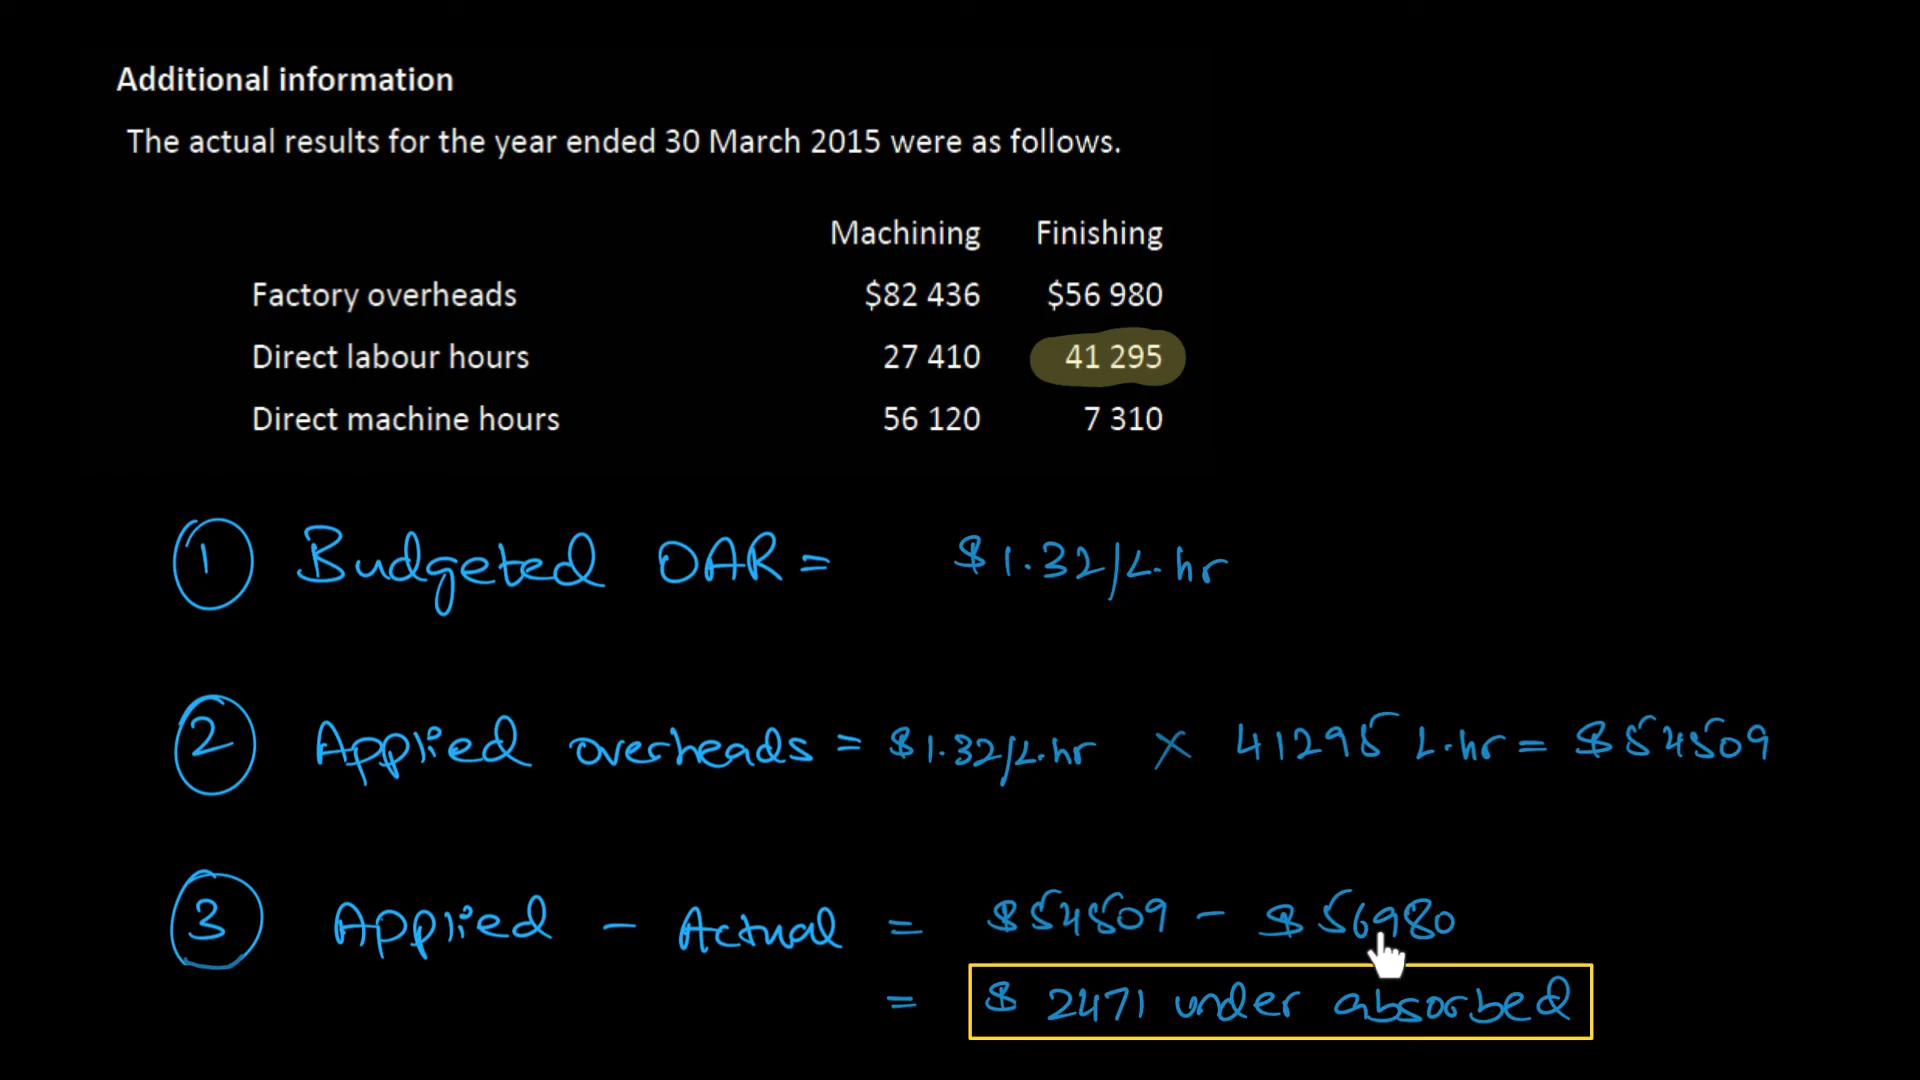 Additional information
The actual results for the year ended 30 March 2015 were as follows.
Machining Finishing
Factory overheads $82 436 $56 980
Direct labour hours 27 410 41 295
Direct machine hours 56 120 7 310
1 Budgeted OAR = $1.32/L.hr
2 Applied overheads = $1.32/L.hr × 41295 L.hr = $54509
3 Applied - Actual = $54509 - $56980
= $ 2471 under absorbed